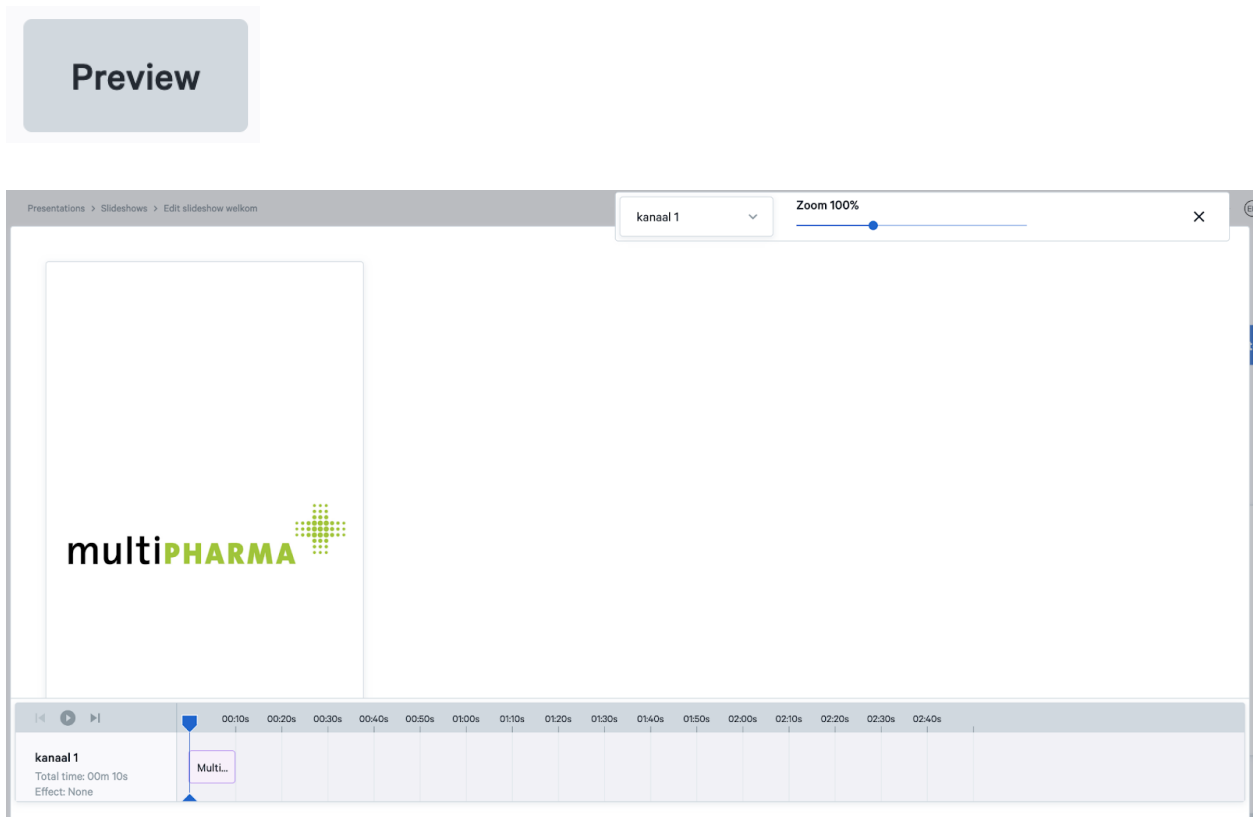 Preview
Presentations > Slideshows > Edit slideshow welkom
kanaal 1
Zoom 100%
multiPHARMA
00:10s 00:20s 00:30s 00:40s 00:50s 01:00s 01:10s 01:20s 01:30s 01:40s 01:50s 02:00s 02:10s 02:20s 02:30s 02:40s
kanaal 1
Total time: 00m 10s
Effect: None
Multi...